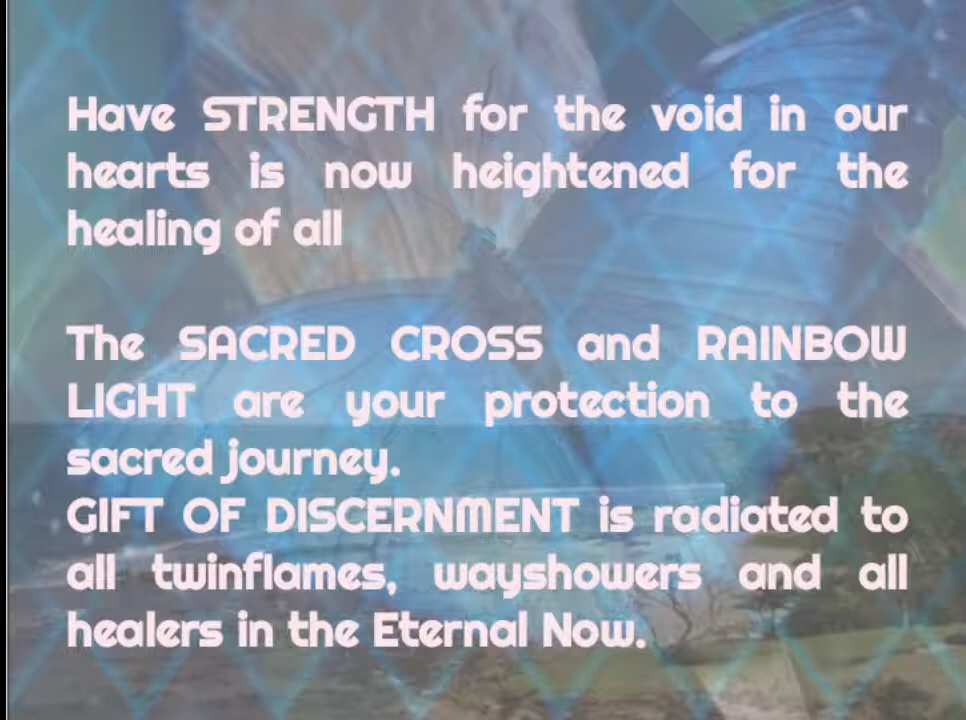 Have STRENGTH for the void in our
hearts is now heightened for the
healing of all
The SACRED CROSS and RAINBOW
LIGHT are your protection to the
sacred journey.
GIFT OF DISCERNMENT is radiated to
all twinflames, wayshowers and all
healers in the Eternal Now.